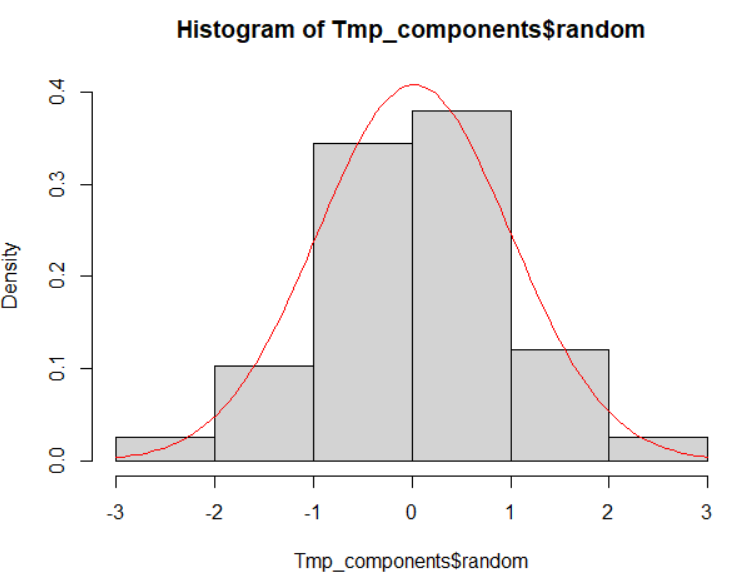 Histogram of Tmp_components$random
Density
0.4
0.3
0.2
0.1
0.0
-3 -2 -1 0 1 2 3
Tmp_components$random